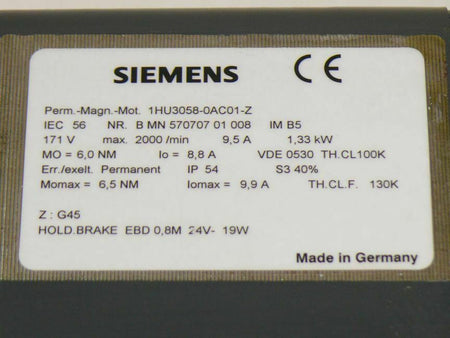 SIEMENS CE
Perm.-Magn.-Mot. 1HU3058-0AC01-Z
IEC 56 NR. B MN 570707 01 008 IM B5
171 V max. 2000 /min 9,5 A 1,33 kW
MO = 6,0 NM Io = 8,8 A VDE 0530 TH.CL100K
Err./exelt. Permanent IP 54 S3 40%
Momax = 6,5 NM Iomax = 9,9 A TH.CL.F. 130K
Z : G45
HOLD.BRAKE EBD 0,8M 24V- 19W
Made in Germany